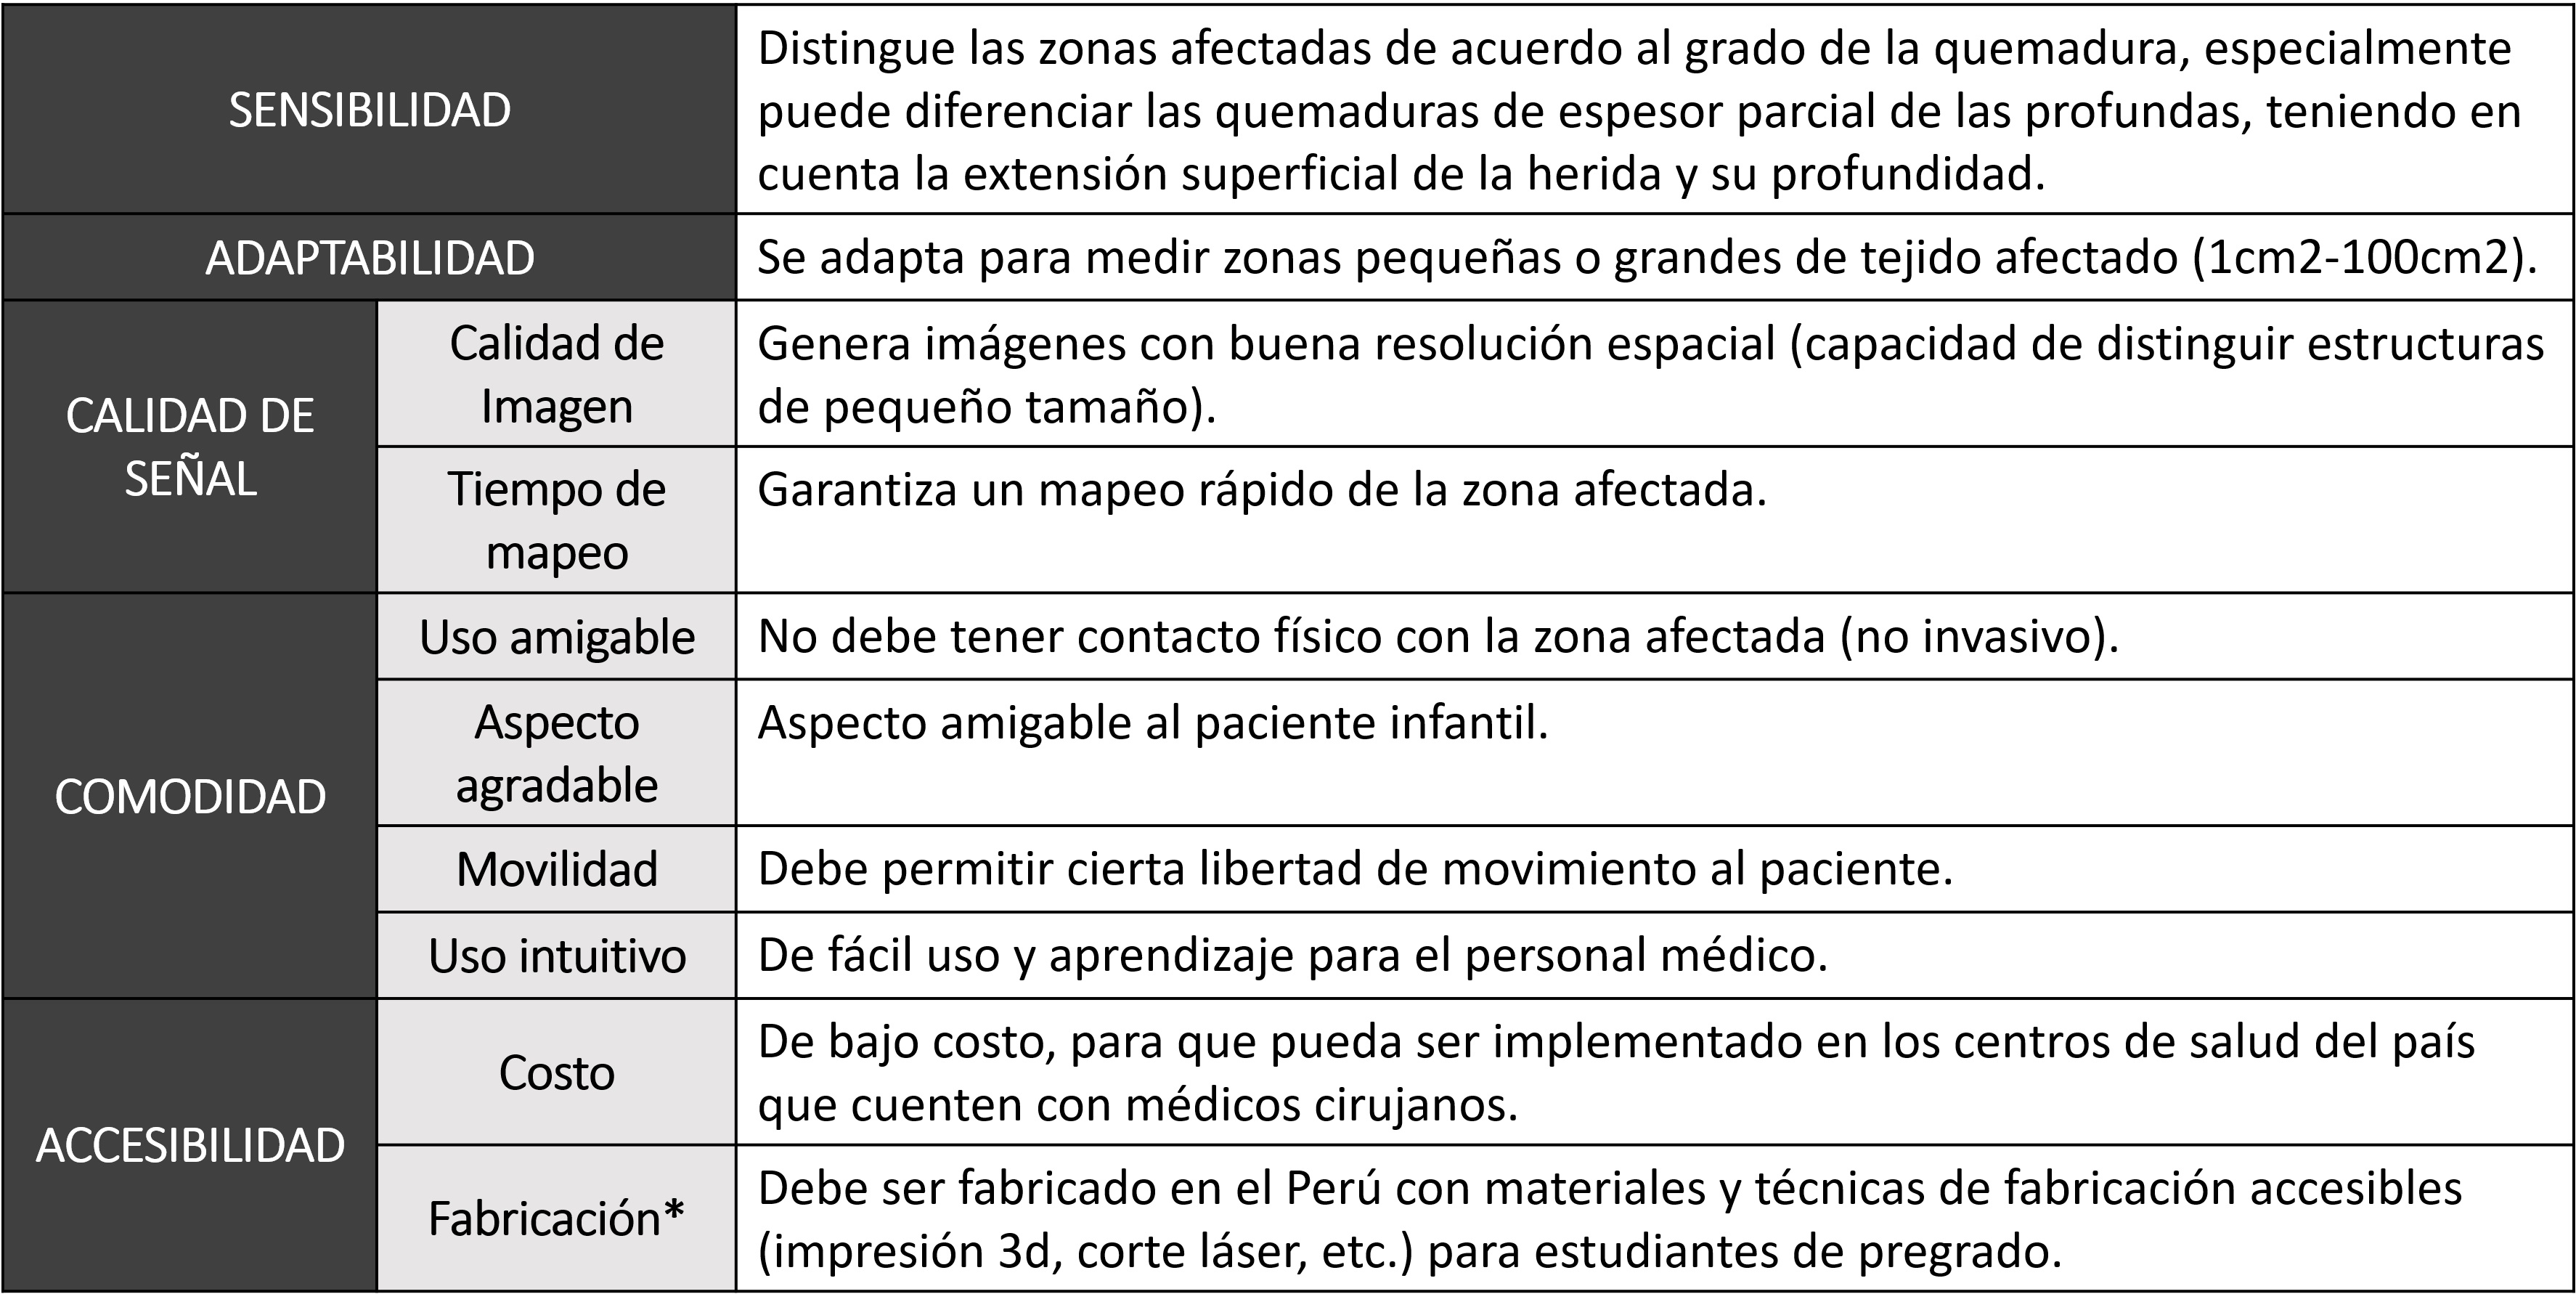 SENSIBILIDAD
Distingue las zonas afectadas de acuerdo al grado de la quemadura, especialmente
puede diferenciar las quemaduras de espesor parcial de las profundas, teniendo en
cuenta la extensión superficial de la herida y su profundidad.
ADAPTABILIDAD
Se adapta para medir zonas pequeñas o grandes de tejido afectado (1cm2-100cm2).
CALIDAD DE
SEÑAL
Calidad de
Imagen
Genera imágenes con buena resolución espacial (capacidad de distinguir estructuras
de pequeño tamaño).
Tiempo de
mapeo
Garantiza un mapeo rápido de la zona afectada.
COMODIDAD
Uso amigable
No debe tener contacto físico con la zona afectada (no invasivo).
Aspecto
agradable
Aspecto amigable al paciente infantil.
Movilidad
Debe permitir cierta libertad de movimiento al paciente.
Uso intuitivo
De fácil uso y aprendizaje para el personal médico.
ACCESIBILIDAD
Costo
De bajo costo, para que pueda ser implementado en los centros de salud del país
que cuenten con médicos cirujanos.
Fabricación*
Debe ser fabricado en el Perú con materiales y técnicas de fabricación accesibles
(impresión 3d, corte láser, etc.) para estudiantes de pregrado.